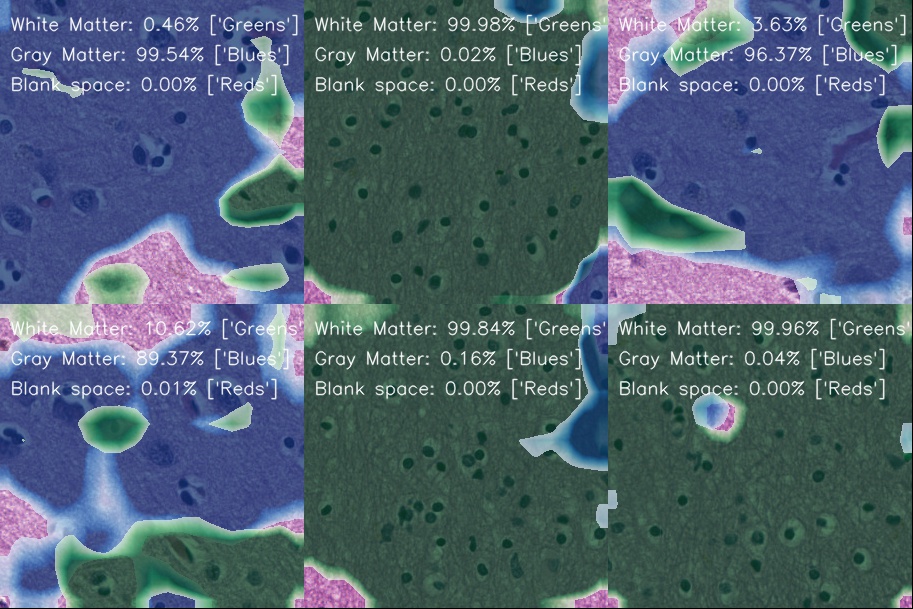 White Matter: 0.46% ['Greens']
Gray Matter: 99.54% ['Blues']
Blank space: 0.00% ['Reds']
White Matter: 99.98% ['Greens'
Gray Matter: 0.02% ['Blues']
Blank space: 0.00% ['Reds']
White Matter: 3.63% ['Greens']
Gray Matter: 96.37% ['Blues']
Blank space: 0.00% ['Reds']
White Matter: 10.62% ['Greens'
Gray Matter: 89.37% ['Blues']
Blank space: 0.01% ['Reds']
White Matter: 99.84% ['Greens'
Gray Matter: 0.16% ['Blues']
Blank space: 0.00% ['Reds']
White Matter: 99.96% ['Greens'
Gray Matter: 0.04% ['Blues']
Blank space: 0.00% ['Reds']